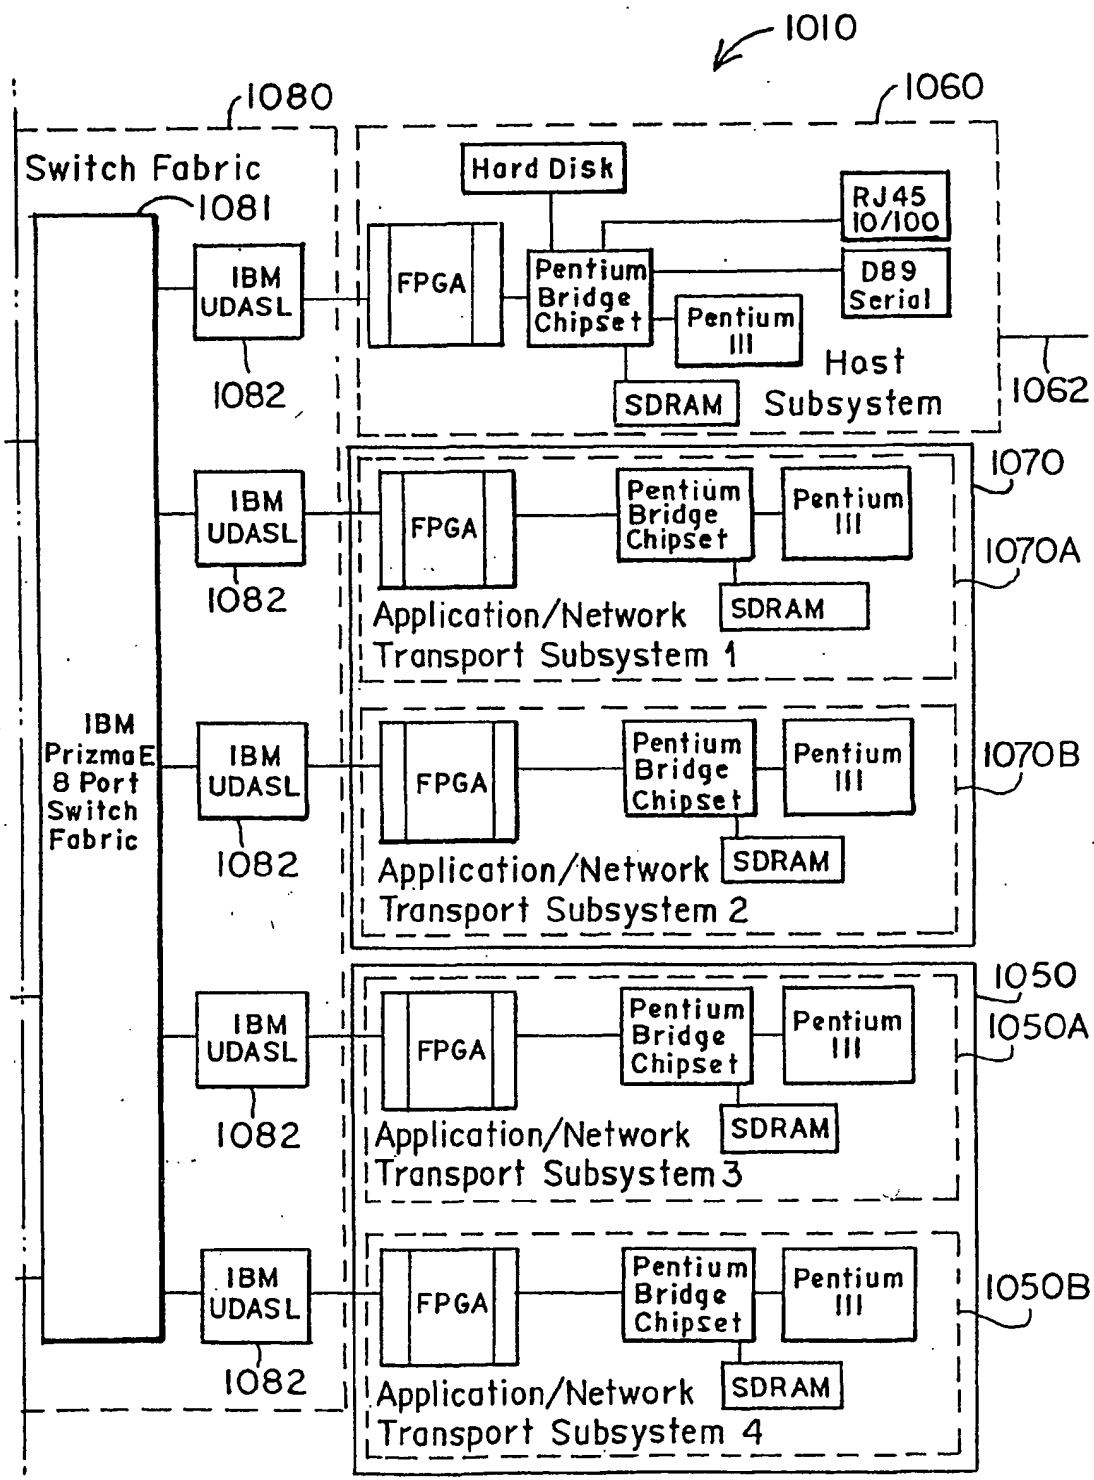 1010
1080
1060
Switch Fabric
1081
Hard Disk
RJ45
10/100
IBM
UDASL
FPGA
Pentium
Bridge
Chipset
D89
Serial
Pentium
III
1082
SDRAM
Host
Subsystem
1062
1070
IBM
UDASL
FPGA
Pentium
Bridge
Chipset
Pentium
III
1070A
1082
SDRAM
Application/Network
Transport Subsystem 1
IBM
PrizmaE
8 Port
Switch
Fabric
IBM
UDASL
FPGA
Pentium
Bridge
Chipset
Pentium
III
1070B
1082
SDRAM
Application/Network
Transport Subsystem 2
1050
IBM
UDASL
FPGA
Pentium
Bridge
Chipset
Pentium
III
1050A
1082
SDRAM
Application/Network
Transport Subsystem 3
IBM
UDASL
FPGA
Pentium
Bridge
Chipset
Pentium
III
1050B
1082
SDRAM
Application/Network
Transport Subsystem 4